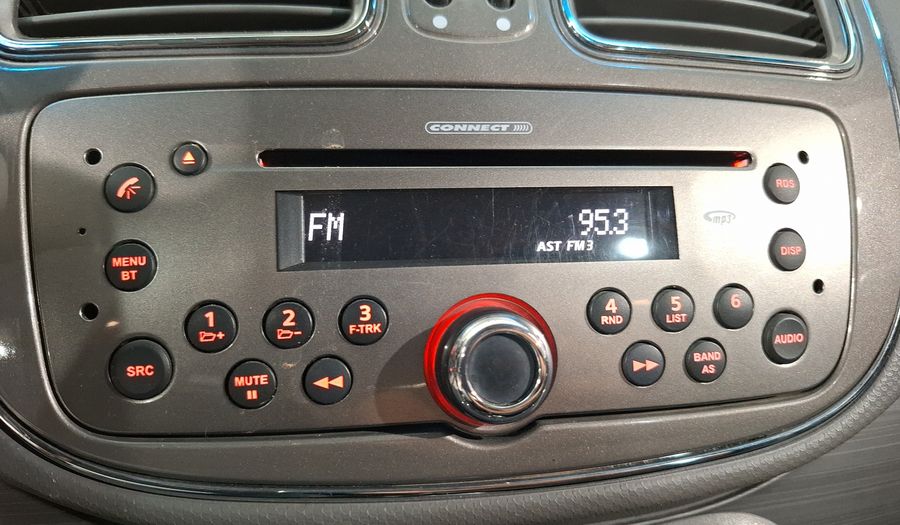 CONNECT
RDS
FM
95.3
mp3
AST FM3
MENU
BT
DISP
1
2
3
F-TRK
4
RND
5
LIST
6
SRC
MUTE
BAND
AS
AUDIO